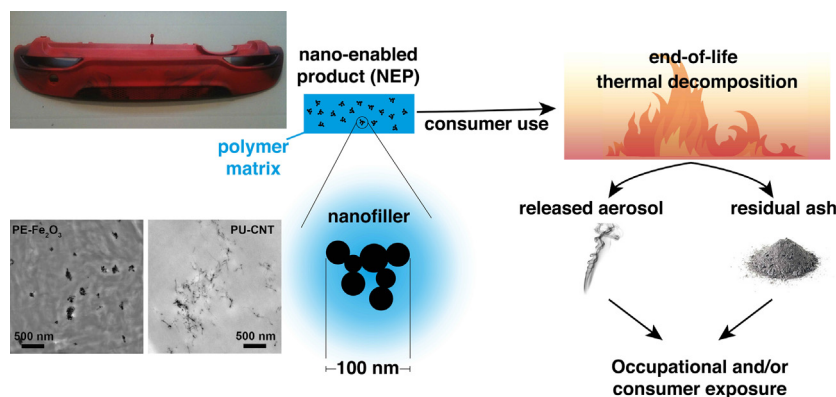 nano-enabled
product (NEP)
polymer
matrix
consumer use
end-of-life
thermal decomposition
released aerosol
residual ash
PE-Fe₂O₃
500 nm
PU-CNT
500 nm
nanofiller
100 nm
Occupational and/or
consumer exposure